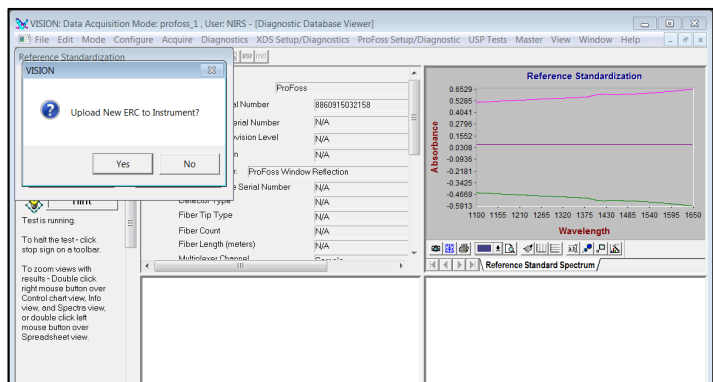 VISION: Data Acquisition Mode: profoss_1 , User: NIRS - [Diagnostic Database Viewer]
File Edit Mode Configure Acquire Diagnostics XDS Setup/Diagnostics ProFoss Setup/Diagnostic USP Tests Master View Window Help
Reference Standardization
VISION
Upload New ERC to Instrument?
Yes No
ProFoss
al Number 8860915032158
erial Number N/A
evision Level N/A
n N/A
e: ProFoss Window Reflection
e Serial Number N/A
Detector Type N/A
Fiber Tip Type N/A
Fiber Count N/A
Fiber Length (meters) N/A
Multiplexer Channel Sample
Hint
Test is running.
To halt the test - click
stop sign on a toolbar.
To zoom views with
results - Double click
right mouse button over
Control chart view, Info
view, and Spectra view,
or double click left
mouse button over
Spreadsheet view.
Reference Standardization
Absorbance
0.6529
0.5285
0.4041
0.2796
0.1552
0.0308
-0.0936
-0.2181
-0.3425
-0.4669
-0.5913
1100 1155 1210 1265 1320 1375 1430 1485 1540 1595 1650
Wavelength
Reference Standard Spectrum